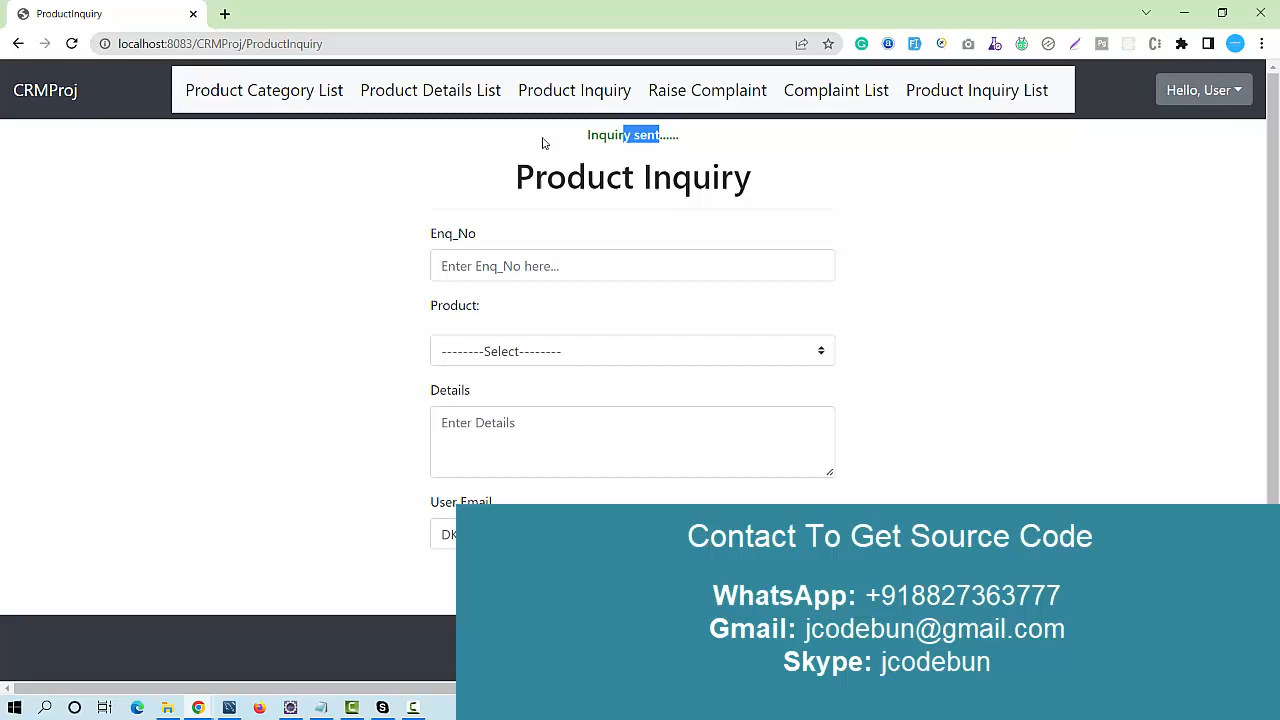 ProductInquiry
localhost:8083/CRMProj/ProductInquiry
CRMProj
Product Category List
Product Details List
Product Inquiry
Raise Complaint
Complaint List
Product Inquiry List
Hello, User
Inquiry sent......
Product Inquiry
Enq_No
Enter Enq_No here...
Product:
--------Select--------
Details
Enter Details
User Email
DK
Contact To Get Source Code
WhatsApp: +918827363777
Gmail: jcodebun@gmail.com
Skype: jcodebun